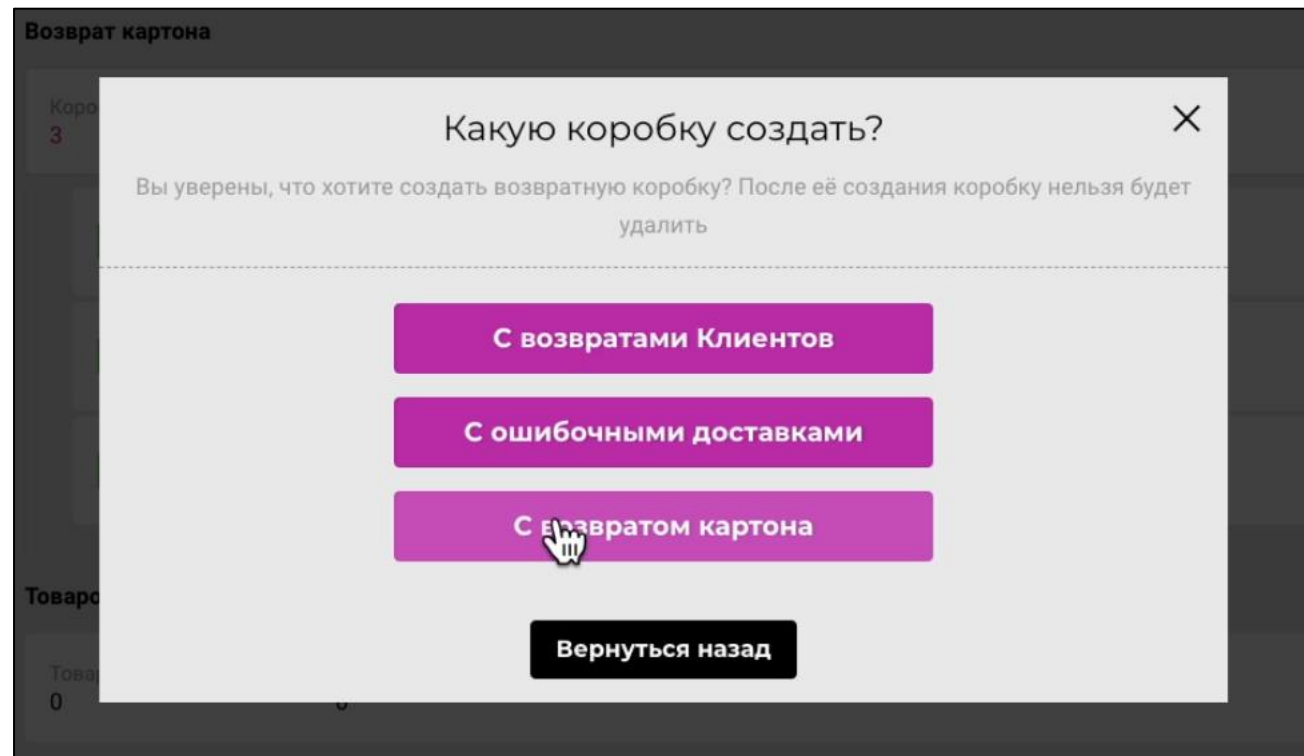 Возврат картона
3
Какую коробку создать?
Вы уверены, что хотите создать возвратную коробку? После её создания коробку нельзя будет
удалить
С возвратами Клиентов
С ошибочными доставками
С возвратом картона
Вернуться назад
0